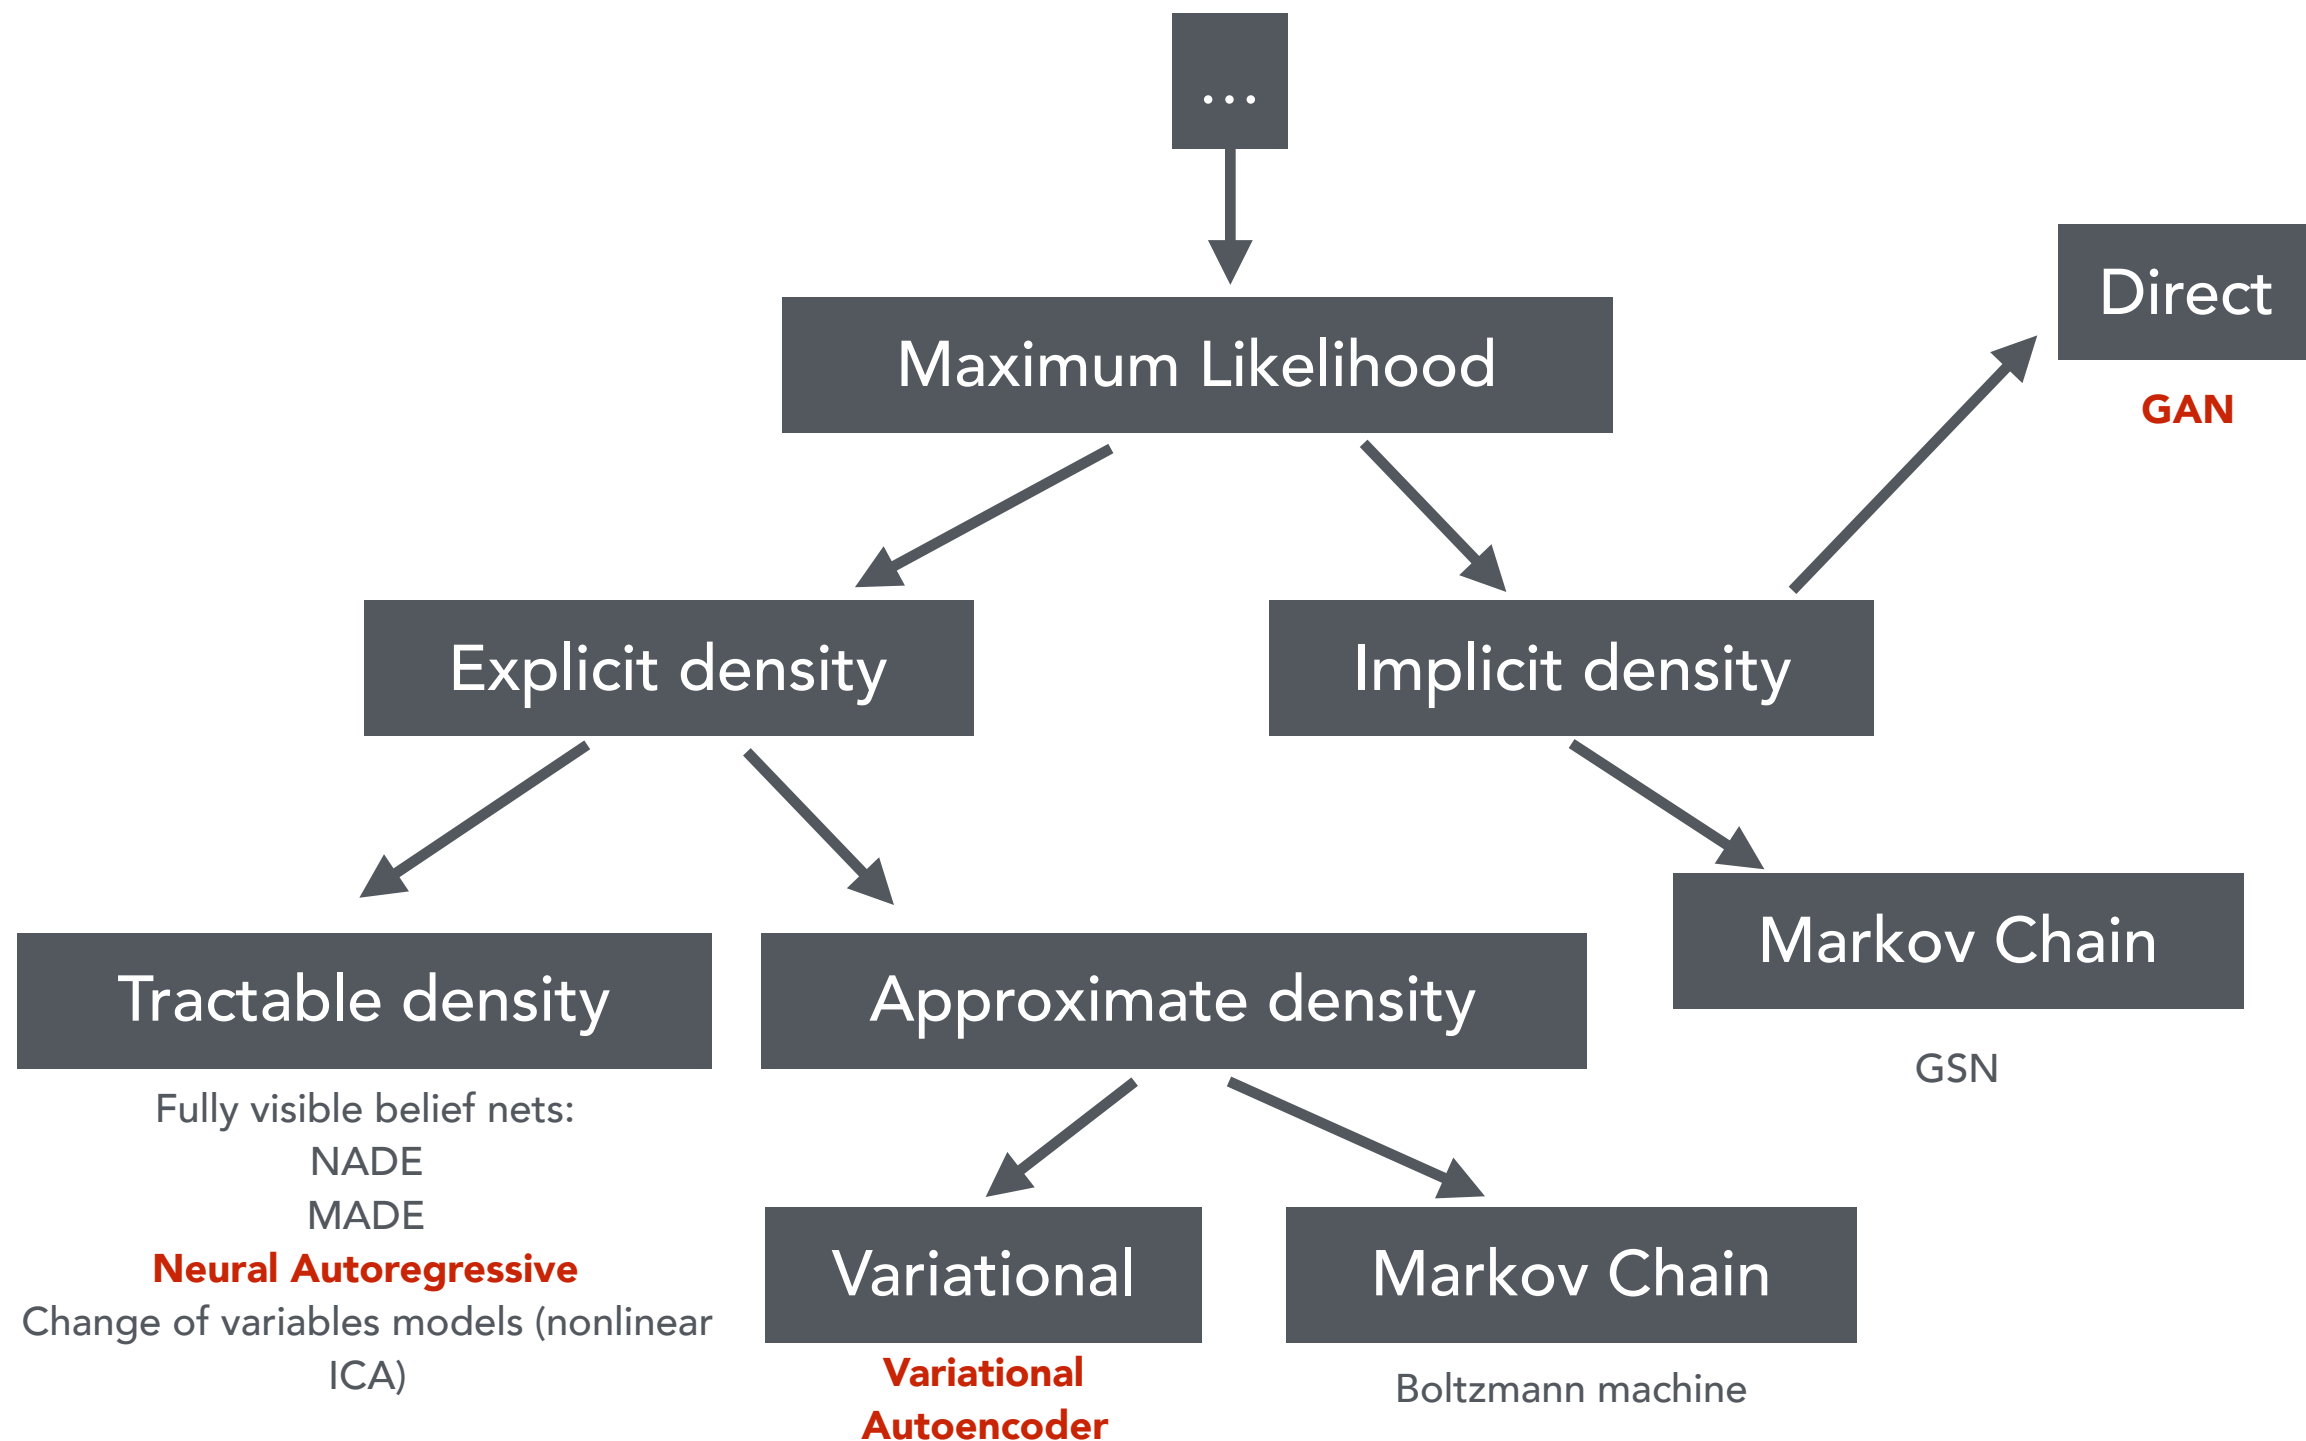 ...
Maximum Likelihood
Direct
GAN
Explicit density
Implicit density
Tractable density
Approximate density
Markov Chain
GSN
Fully visible belief nets:
NADE
MADE
Neural Autoregressive
Change of variables models (nonlinear
ICA)
Variational
Markov Chain
Variational
Autoencoder
Boltzmann machine